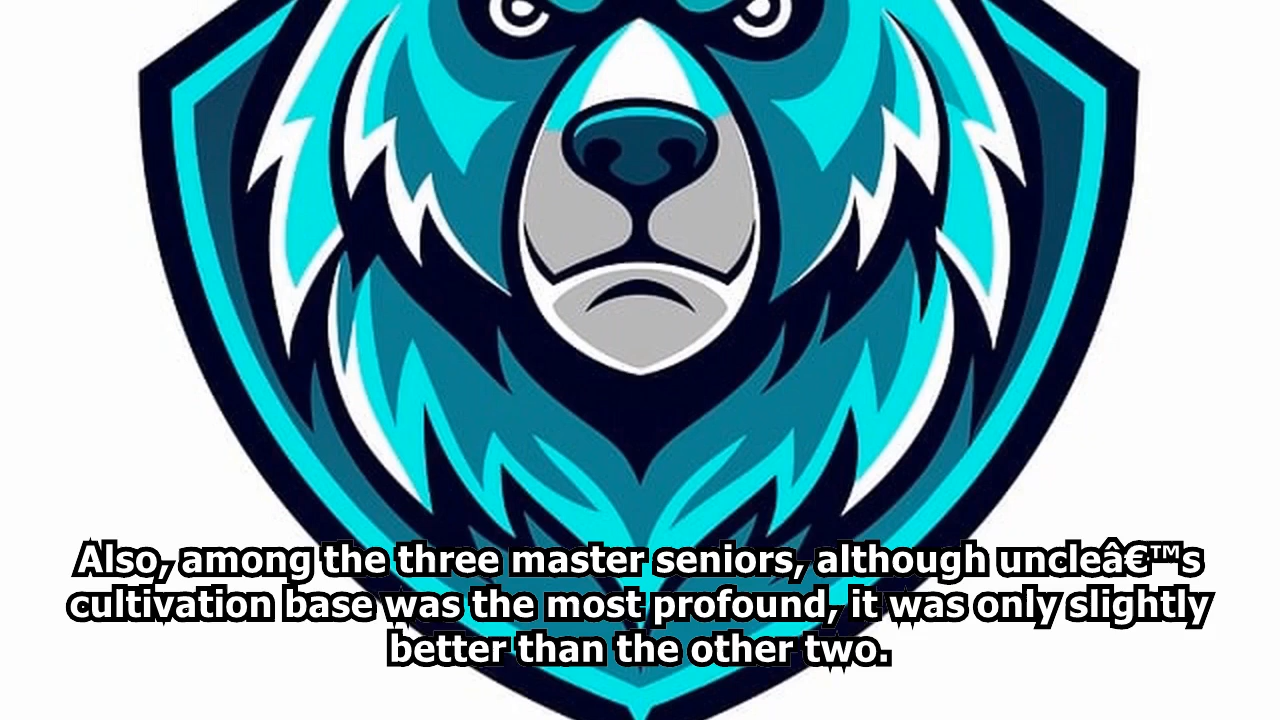 Also, among the three master seniors, although uncleâ€™s
cultivation base was the most profound, it was only slightly
better than the other two.